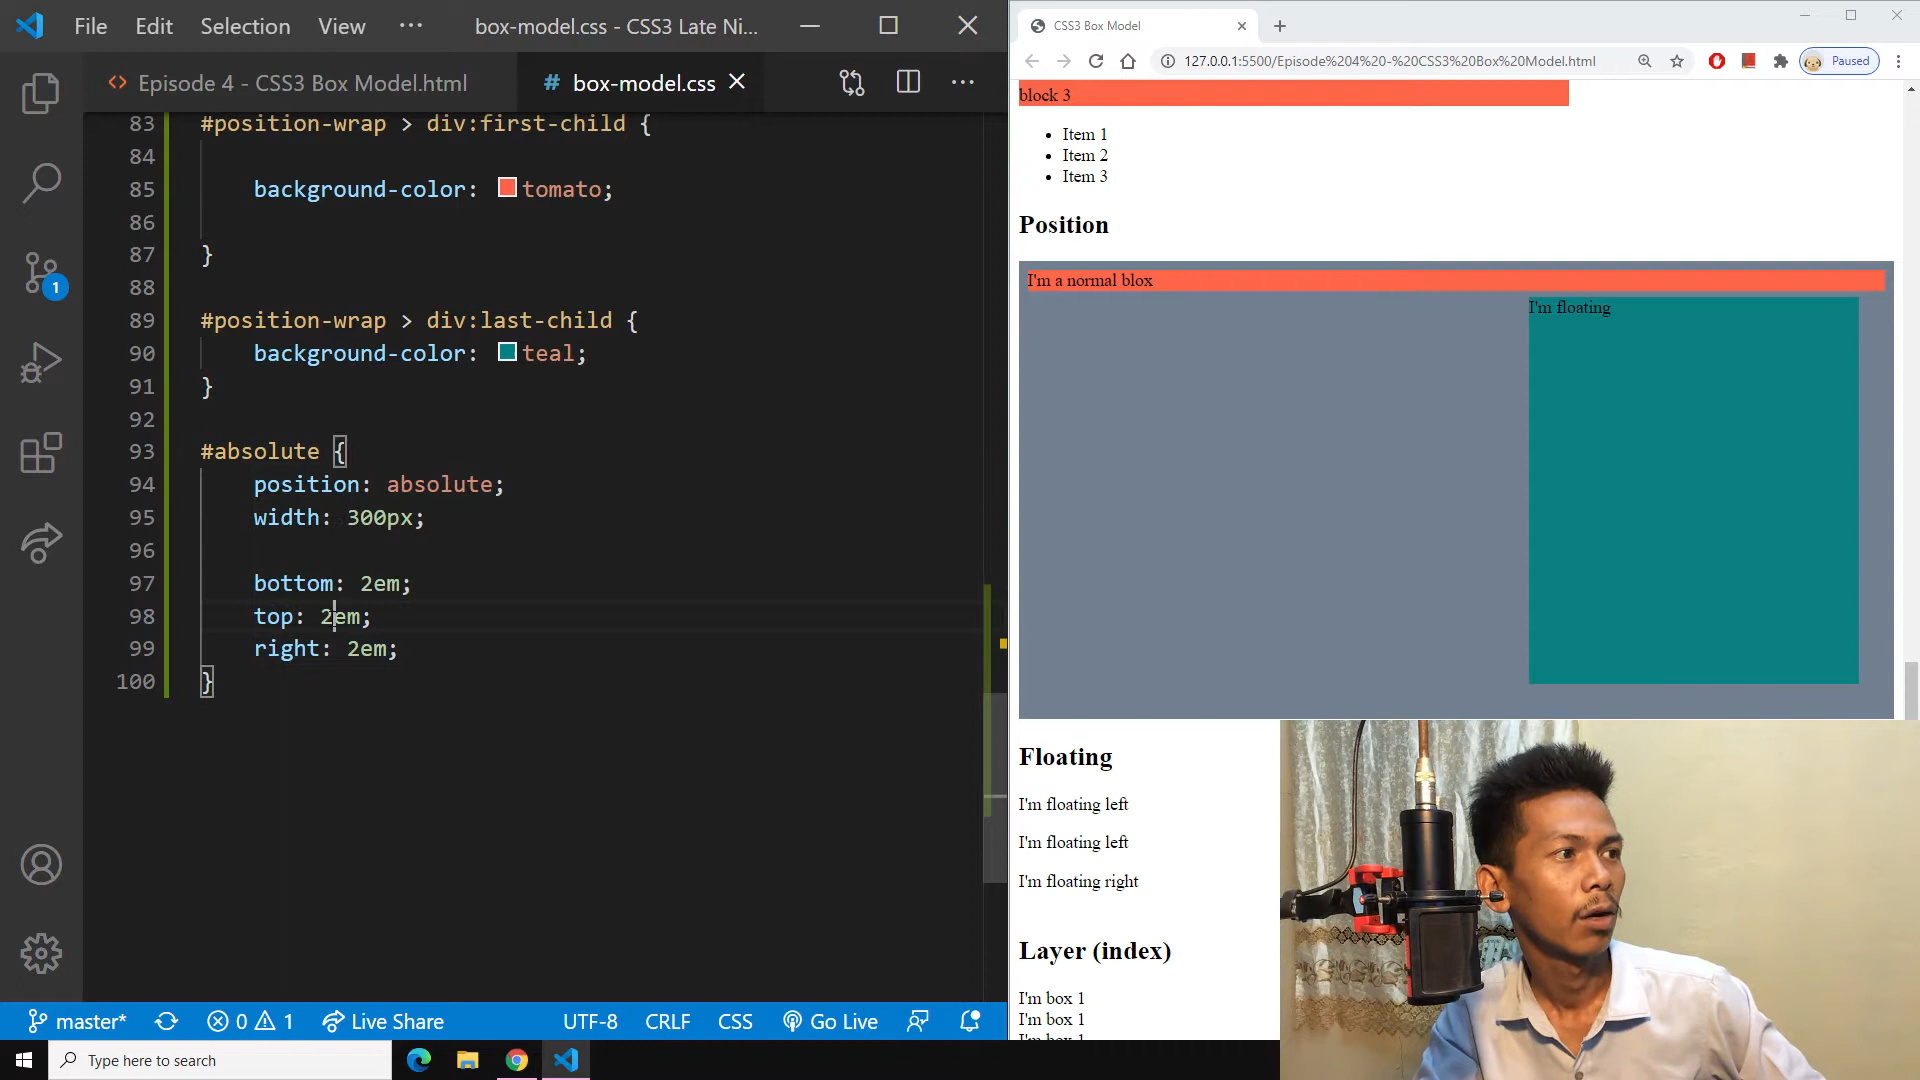 File Edit Selection View ··· box-model.css - CSS3 Late Ni...
Episode 4 - CSS3 Box Model.html
# box-model.css
83 #position-wrap > div:first-child {
84
85 background-color: tomato;
86
87 }
88
89 #position-wrap > div:last-child {
90 background-color: teal;
91 }
92
93 #absolute {
94 position: absolute;
95 width: 300px;
96
97 bottom: 2em;
98 top: 2em;
99 right: 2em;
100 }
1
master* 0 1 Live Share UTF-8 CRLF CSS Go Live
Type here to search
CSS3 Box Model
127.0.0.1:5500/Episode%204%20-%20CSS3%20Box%20Model.html
Paused
block 3
• Item 1
• Item 2
• Item 3
Position
I'm a normal blox
I'm floating
Floating
I'm floating left
I'm floating left
I'm floating right
Layer (index)
I'm box 1
I'm box 1
I'm box 1